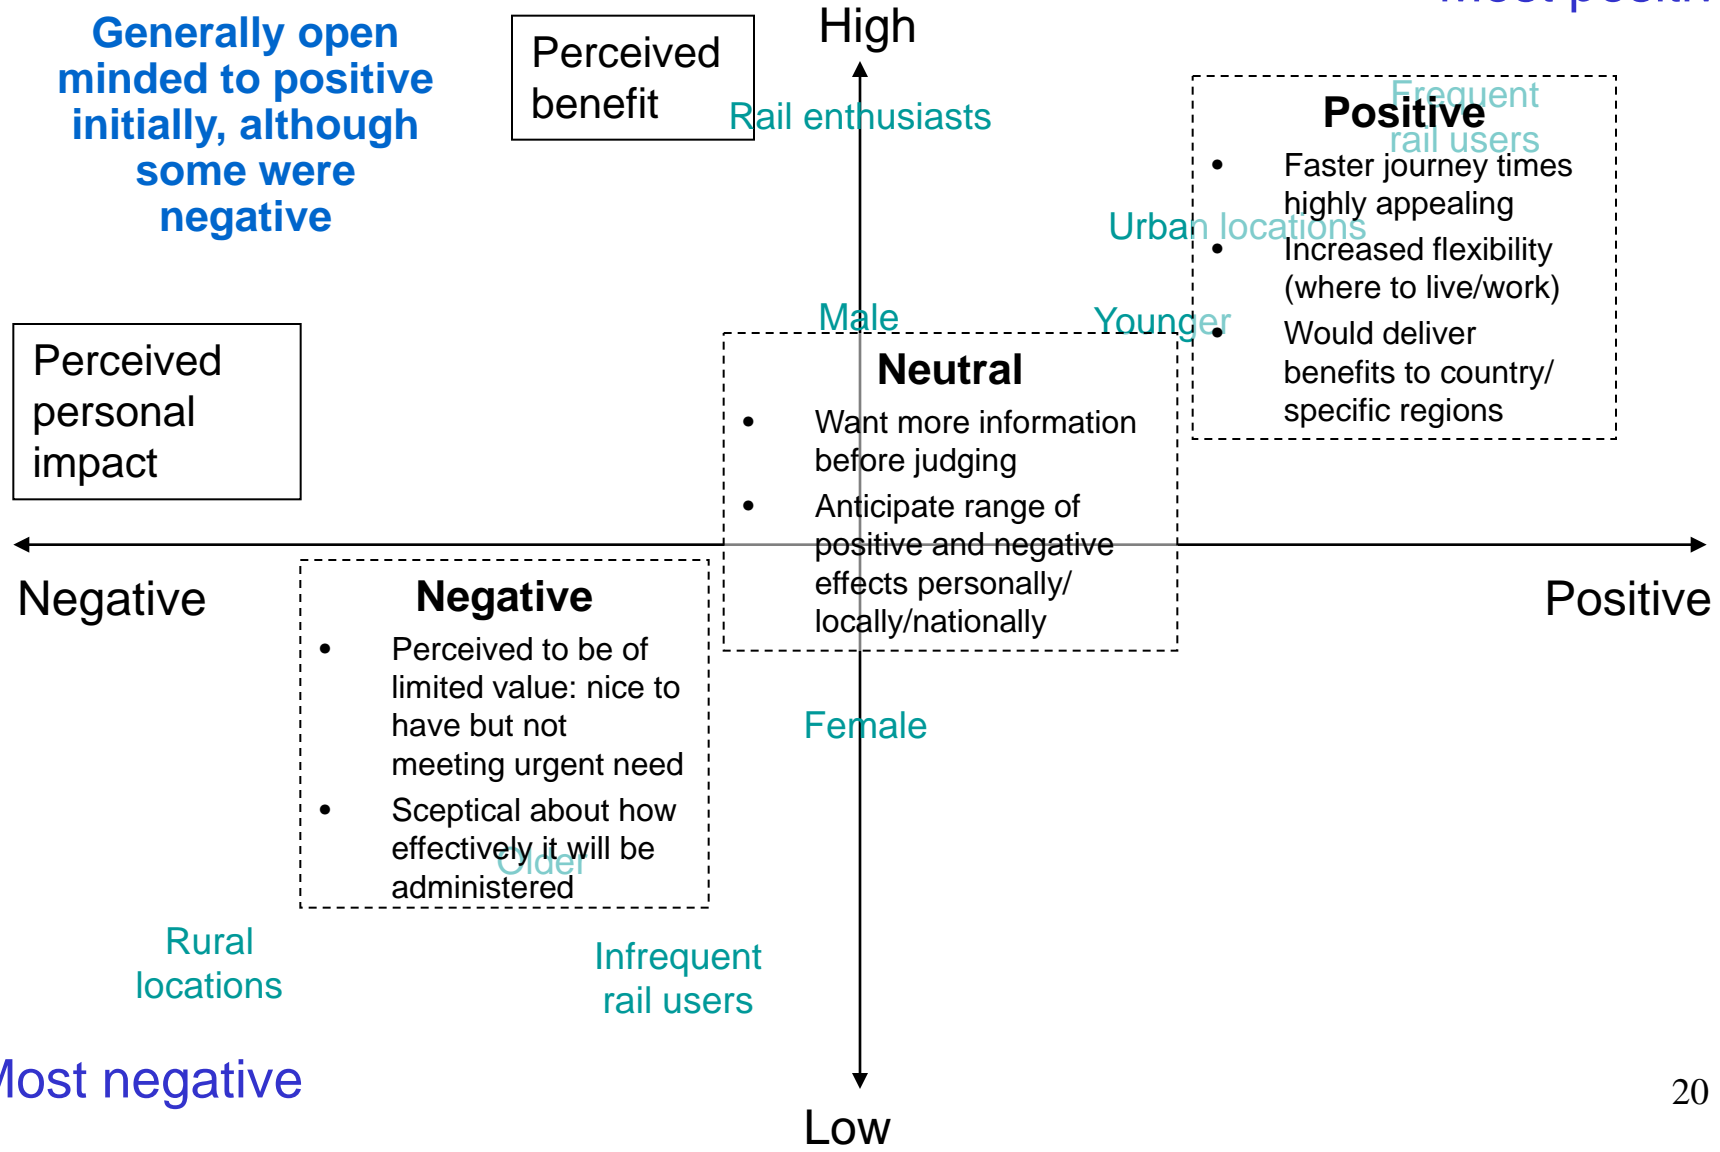 Most positi
Generally open
minded to positive
initially, although
some were
negative
Perceived
benefit
High
Rail enthusiasts
Frequent
rail users
Positive
• Faster journey times
highly appealing
• Increased flexibility
(where to live/work)
• Would deliver
benefits to country/
specific regions
Urban locations
Male
Younger
Perceived
personal
impact
Neutral
• Want more information
before judging
• Anticipate range of
positive and negative
effects personally/
locally/nationally
Negative
Positive
Negative
• Perceived to be of
limited value: nice to
have but not
meeting urgent need
• Sceptical about how
effectively it will be
administered
Older
Female
Rural
locations
Infrequent
rail users
Most negative
Low
20